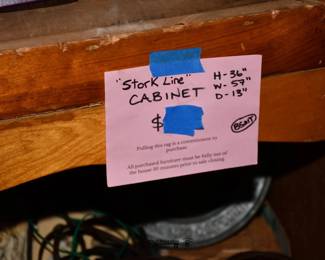 "Stork Line"
CABINET
H-36"
W-57"
D-13"
$
Pulling this tag is a commitment to
purchase.
All purchased furniture must be fully out of
the house 30 minutes prior to sale closing.